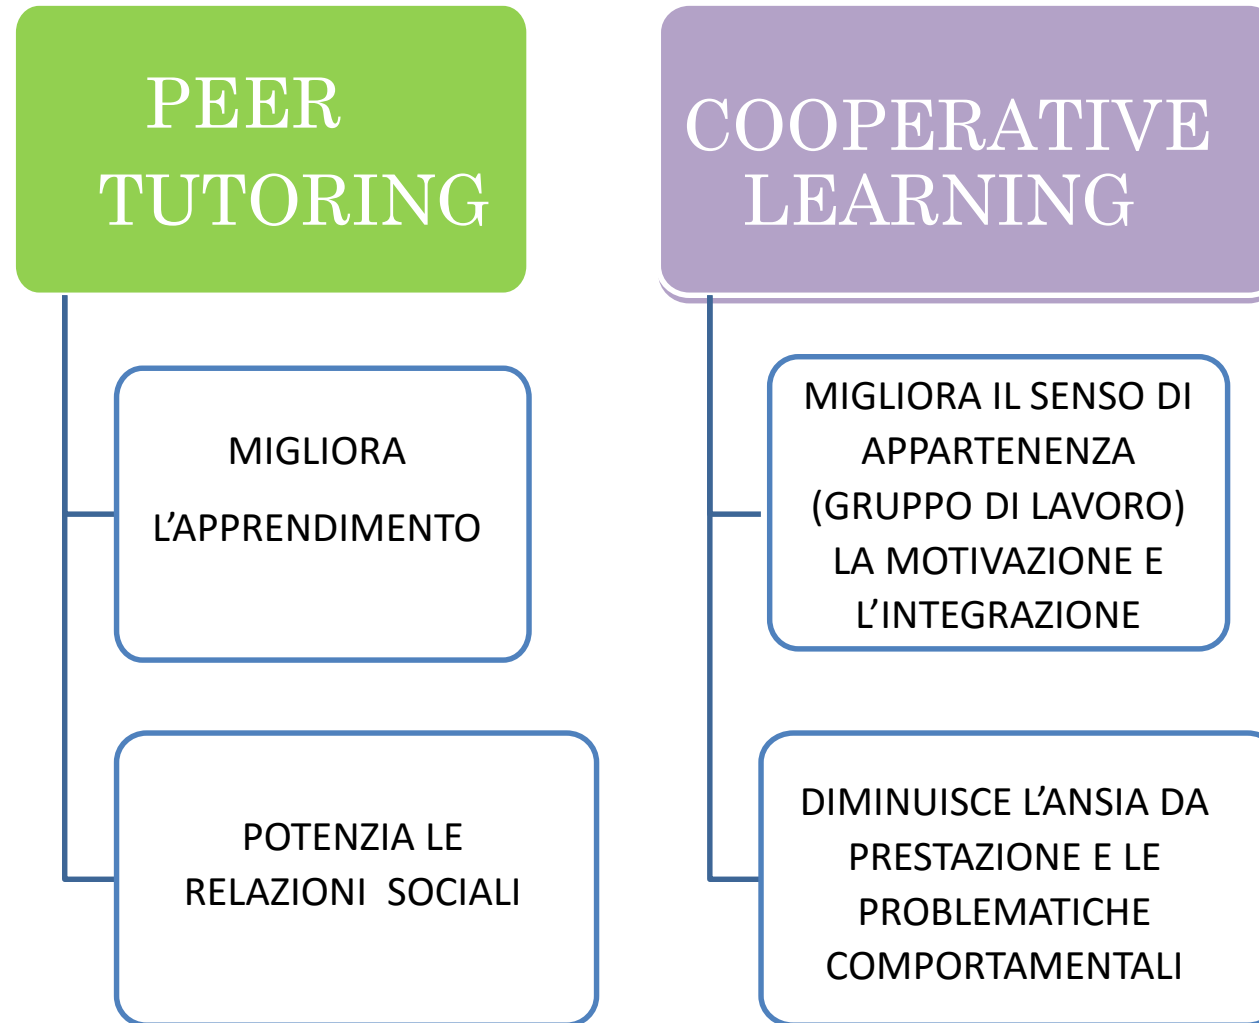 PEER
TUTORING
MIGLIORA
L’APPRENDIMENTO
POTENZIA LE
RELAZIONI SOCIALI
COOPERATIVE
LEARNING
MIGLIORA IL SENSO DI
APPARTENENZA
(GRUPPO DI LAVORO)
LA MOTIVAZIONE E
L’INTEGRAZIONE
DIMINUISCE L’ANSIA DA
PRESTAZIONE E LE
PROBLEMATICHE
COMPORTAMENTALI